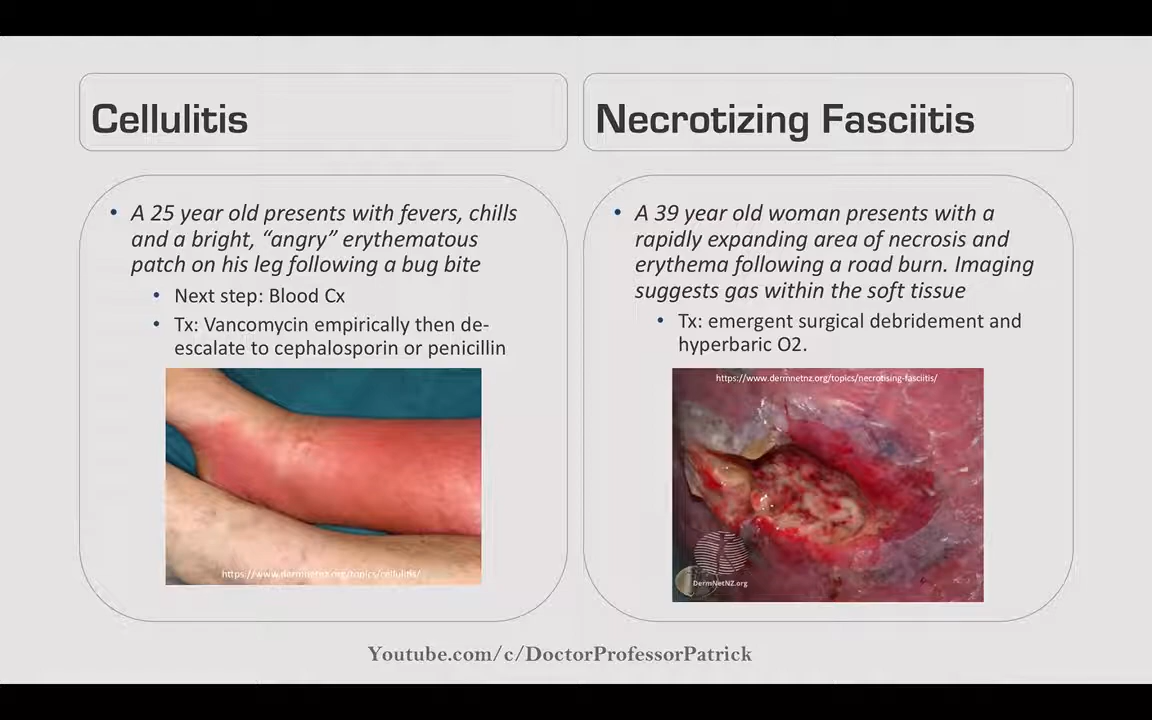 Cellulitis
• A 25 year old presents with fevers, chills
and a bright, “angry” erythematous
patch on his leg following a bug bite
• Next step: Blood Cx
• Tx: Vancomycin empirically then de-
escalate to cephalosporin or penicillin
https://www.dermnetnz.org/topics/cellulitis/
Necrotizing Fasciitis
• A 39 year old woman presents with a
rapidly expanding area of necrosis and
erythema following a road burn. Imaging
suggests gas within the soft tissue
• Tx: emergent surgical debridement and
hyperbaric O2.
https://www.dermnetnz.org/topics/necrotising-fasciitis/
DermNetNZ.org
Youtube.com/c/DoctorProfessorPatrick